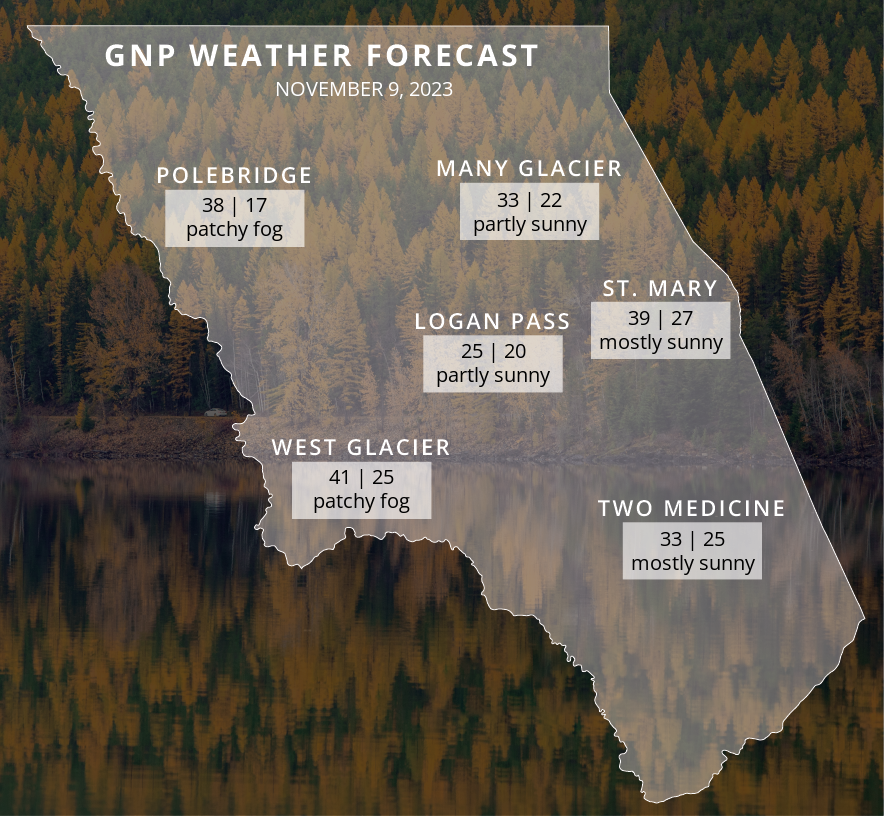 GNP WEATHER FORECAST
NOVEMBER 9, 2023
POLEBRIDGE
38 | 17
patchy fog
MANY GLACIER
33 | 22
partly sunny
ST. MARY
39 | 27
mostly sunny
LOGAN PASS
25 | 20
partly sunny
WEST GLACIER
41 | 25
patchy fog
TWO MEDICINE
33 | 25
mostly sunny